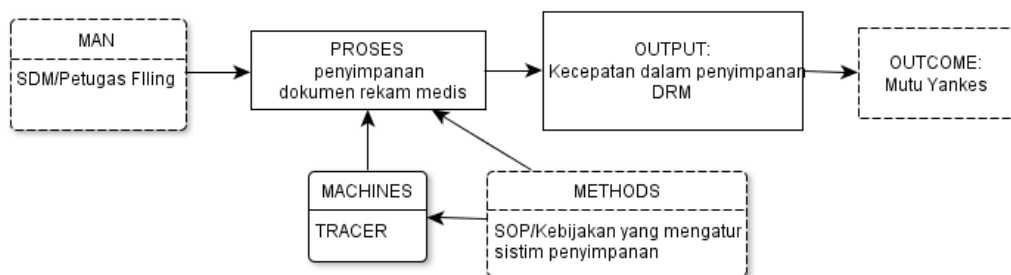 MAN
SDM/Petugas FIling
PROSES
penyimpanan
dokumen rekam medis
OUTPUT:
Kecepatan dalam penyimpanan
DRM
OUTCOME:
Mutu Yankes
MACHINES
TRACER
METHODS
SOP/Kebijakan yang mengatur
sistim penyimpanan